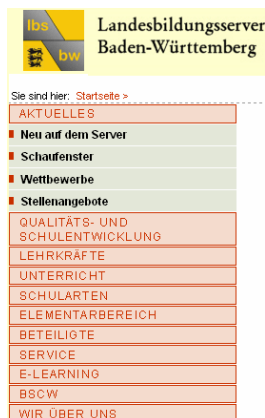 lbs
bw
Landesbildungsserver
Baden-Württemberg
Sie sind hier: Startseite >
AKTUELLES
Neu auf dem Server
Schaufenster
Wettbewerbe
Stellenangebote
QUALITÄTS- UND
SCHULENTWICKLUNG
LEHRKRÄFTE
UNTERRICHT
SCHULARTEN
ELEMENTARBEREICH
BETEILIGTE
SERVICE
E-LEARNING
BSCW
WIR ÜBER UNS